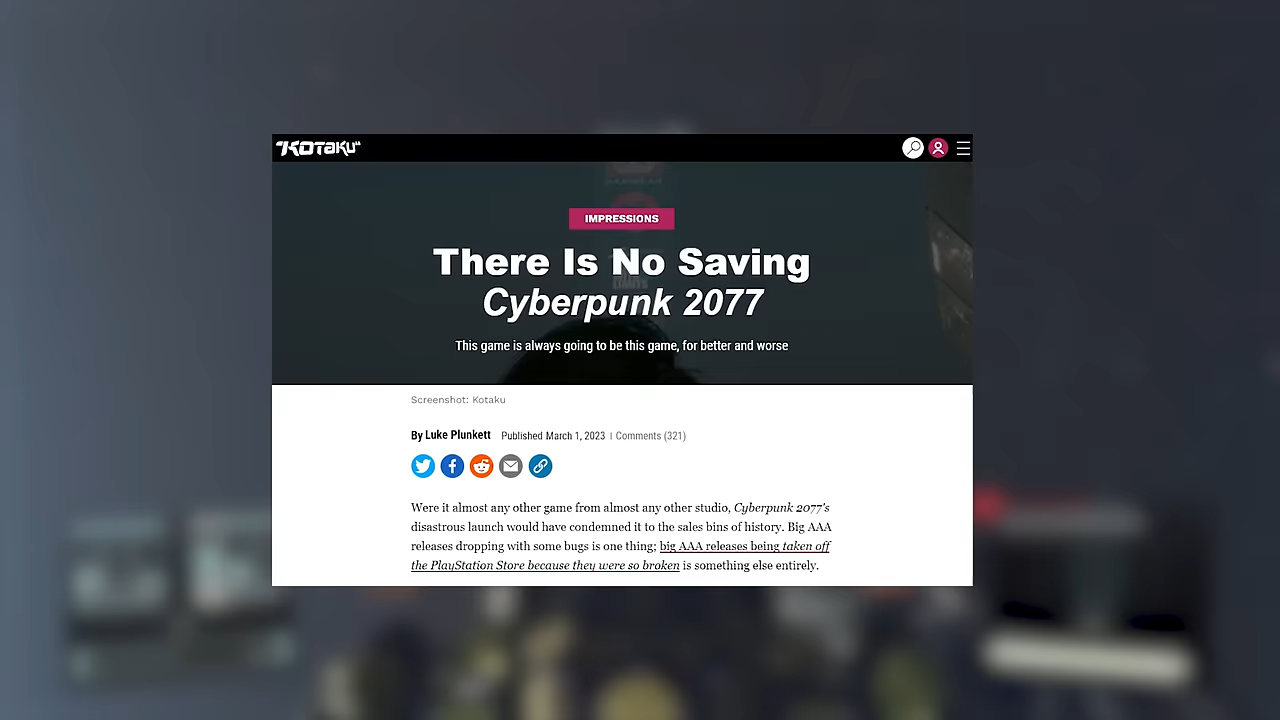 KOTAKU
IMPRESSIONS
There Is No Saving
Cyberpunk 2077
This game is always going to be this game, for better and worse
Screenshot: Kotaku
By Luke Plunkett Published March 1, 2023 | Comments (321)
Were it almost any other game from almost any other studio, Cyberpunk 2077's
disastrous launch would have condemned it to the sales bins of history. Big AAA
releases dropping with some bugs is one thing; big AAA releases being taken off
the PlayStation Store because they were so broken is something else entirely.